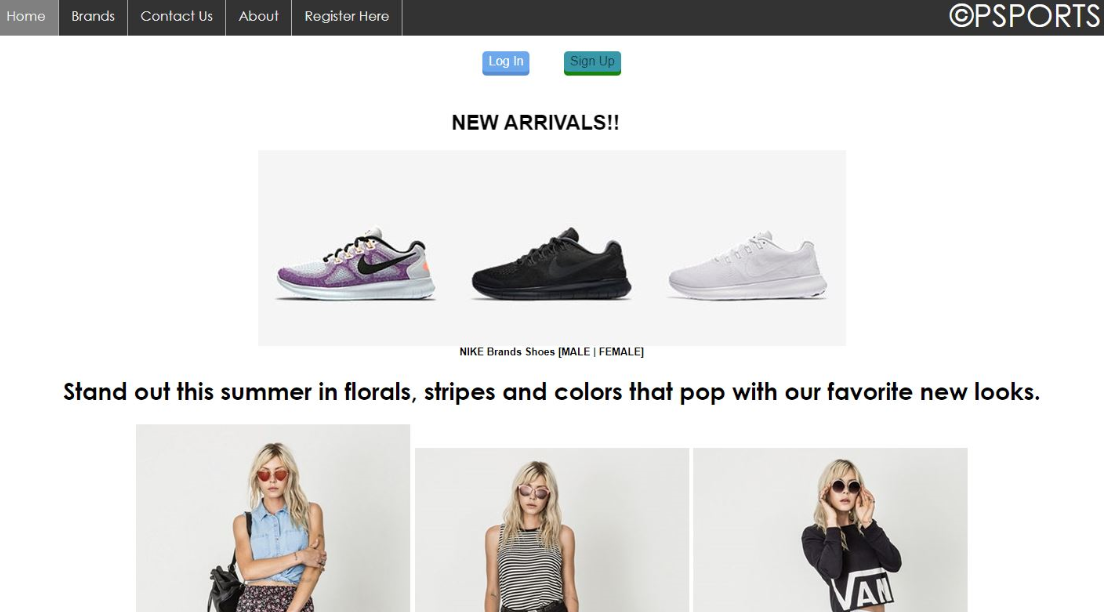 Home Brands Contact Us About Register Here ©PSPORTS
Log In Sign Up
NEW ARRIVALS!!
NIKE Brands Shoes [MALE | FEMALE]
Stand out this summer in florals, stripes and colors that pop with our favorite new looks.
VAN